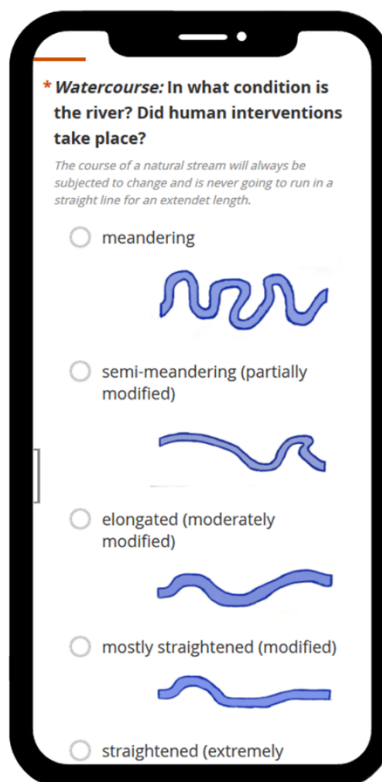 * Watercourse: In what condition is
the river? Did human interventions
take place?
The course of a natural stream will always be
subjected to change and is never going to run in a
straight line for an extendet length.
meandering
semi-meandering (partially
modified)
elongated (moderately
modified)
mostly straightened (modified)
straightened (extremely